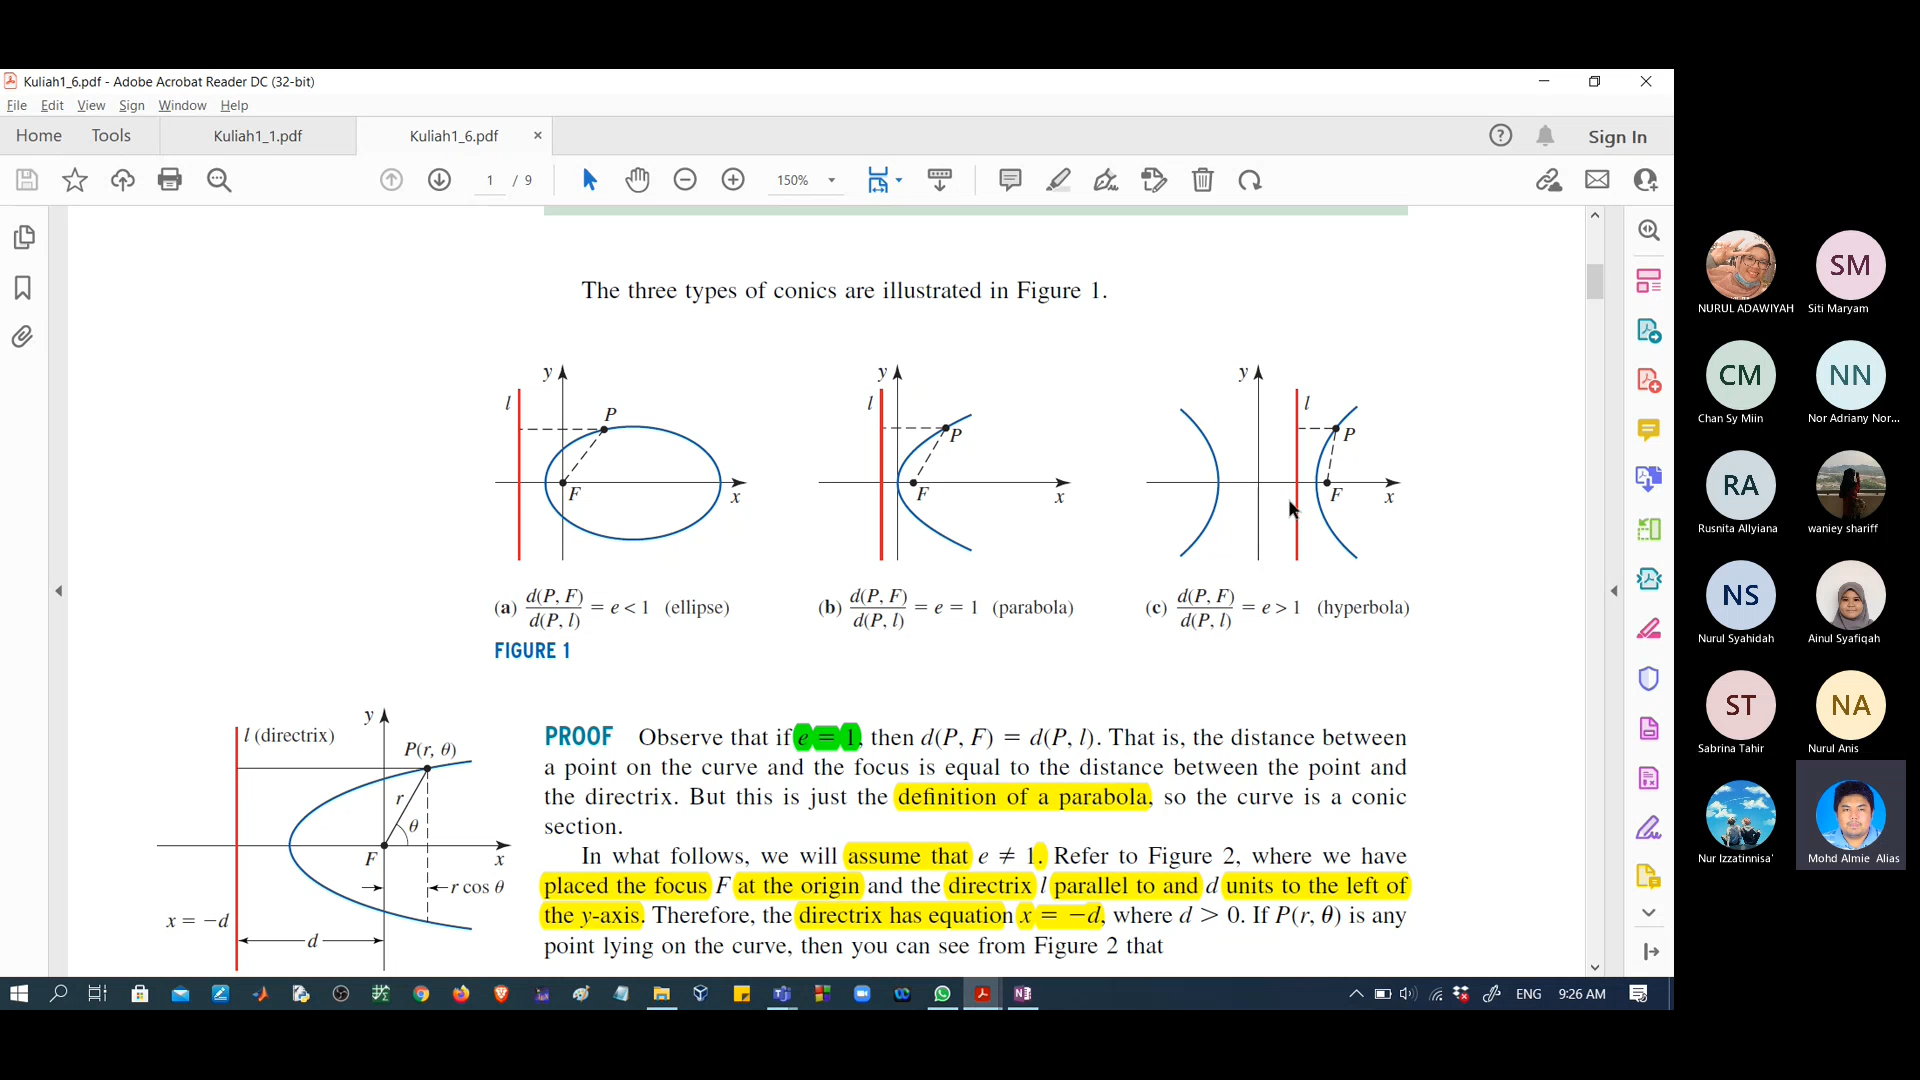 Kuliah1_6.pdf - Adobe Acrobat Reader DC (32-bit)
File Edit View Sign Window Help
Home Tools Kuliah1_1.pdf Kuliah1_6.pdf × Sign In
1 / 9 150%
The three types of conics are illustrated in Figure 1.
y y y
l P l P l P
F x F x F x
(a) d(P, F) / d(P, l) = e < 1 (ellipse)
(b) d(P, F) / d(P, l) = e = 1 (parabola)
(c) d(P, F) / d(P, l) = e > 1 (hyperbola)
FIGURE 1
y
l (directrix)
P(r, θ)
r
θ
F x
r cos θ
x = −d
d
PROOF Observe that if e = 1, then d(P, F) = d(P, l). That is, the distance between
a point on the curve and the focus is equal to the distance between the point and
the directrix. But this is just the definition of a parabola, so the curve is a conic
section.
In what follows, we will assume that e ≠ 1. Refer to Figure 2, where we have
placed the focus F at the origin and the directrix l parallel to and d units to the left of
the y-axis. Therefore, the directrix has equation x = −d, where d > 0. If P(r, θ) is any
point lying on the curve, then you can see from Figure 2 that
ENG 9:26 AM
SM
NURUL ADAWIYAH Siti Maryam
CM NN
Chan Sy Miin Nor Adriany Nor...
RA
Rusnita Allyiana waniey shariff
NS
Nurul Syahidah Ainul Syafiqah
ST NA
Sabrina Tahir Nurul Anis
Nur Izzatinnisa' Mohd Almie Alias